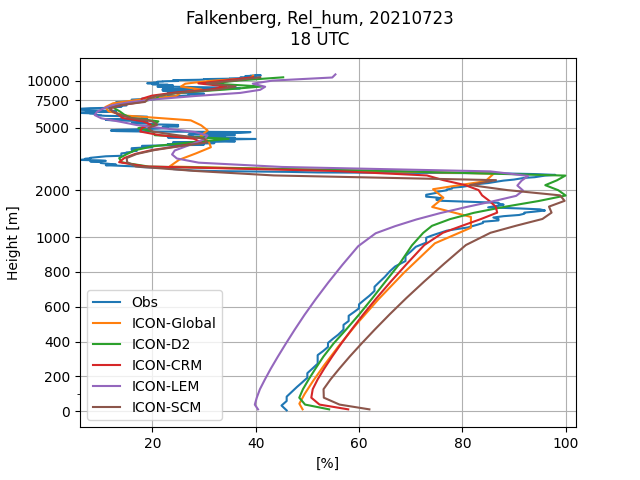 Falkenberg, Rel_hum, 20210723
18 UTC
10000
7500
5000
2000
1000
800
600
400
200
0
Height [m]
Obs
ICON-Global
ICON-D2
ICON-CRM
ICON-LEM
ICON-SCM
20
40
60
80
100
[%]